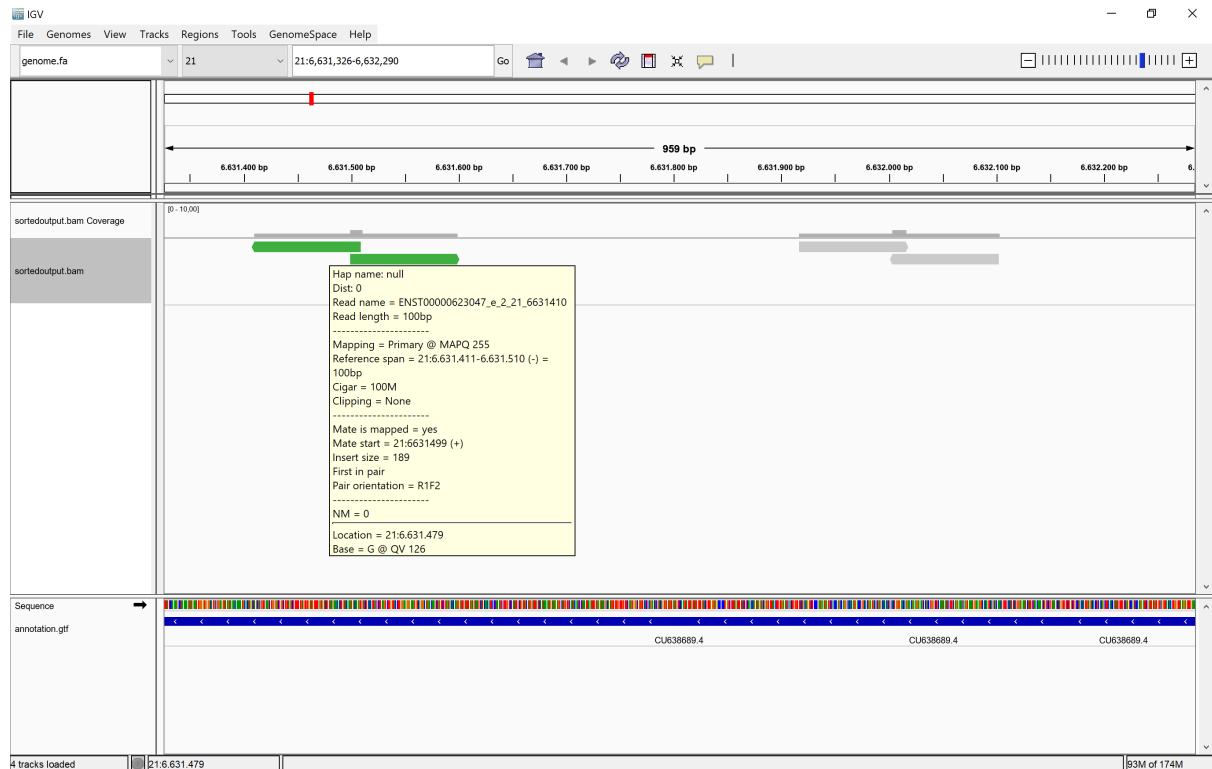 IGV
File Genomes View Tracks Regions Tools GenomeSpace Help
genome.fa 21 21:6,631,326-6,632,290 Go
959 bp
6.631.400 bp 6.631.500 bp 6.631.600 bp 6.631.700 bp 6.631.800 bp 6.631.900 bp 6.632.000 bp 6.632.100 bp 6.632.200 bp 6.
[0 - 10,00]
sortedoutput.bam Coverage
sortedoutput.bam
Hap name: null
Dist: 0
Read name = ENST00000623047_e_2_21_6631410
Read length = 100bp
----------------------
Mapping = Primary @ MAPQ 255
Reference span = 21:6.631.411-6.631.510 (-) =
100bp
Cigar = 100M
Clipping = None
----------------------
Mate is mapped = yes
Mate start = 21:6631499 (+)
Insert size = 189
First in pair
Pair orientation = R1F2
----------------------
NM = 0
Location = 21:6.631.479
Base = G @ QV 126
Sequence
annotation.gtf
CU638689.4 CU638689.4 CU638689.4
4 tracks loaded 21:6.631.479 93M of 174M